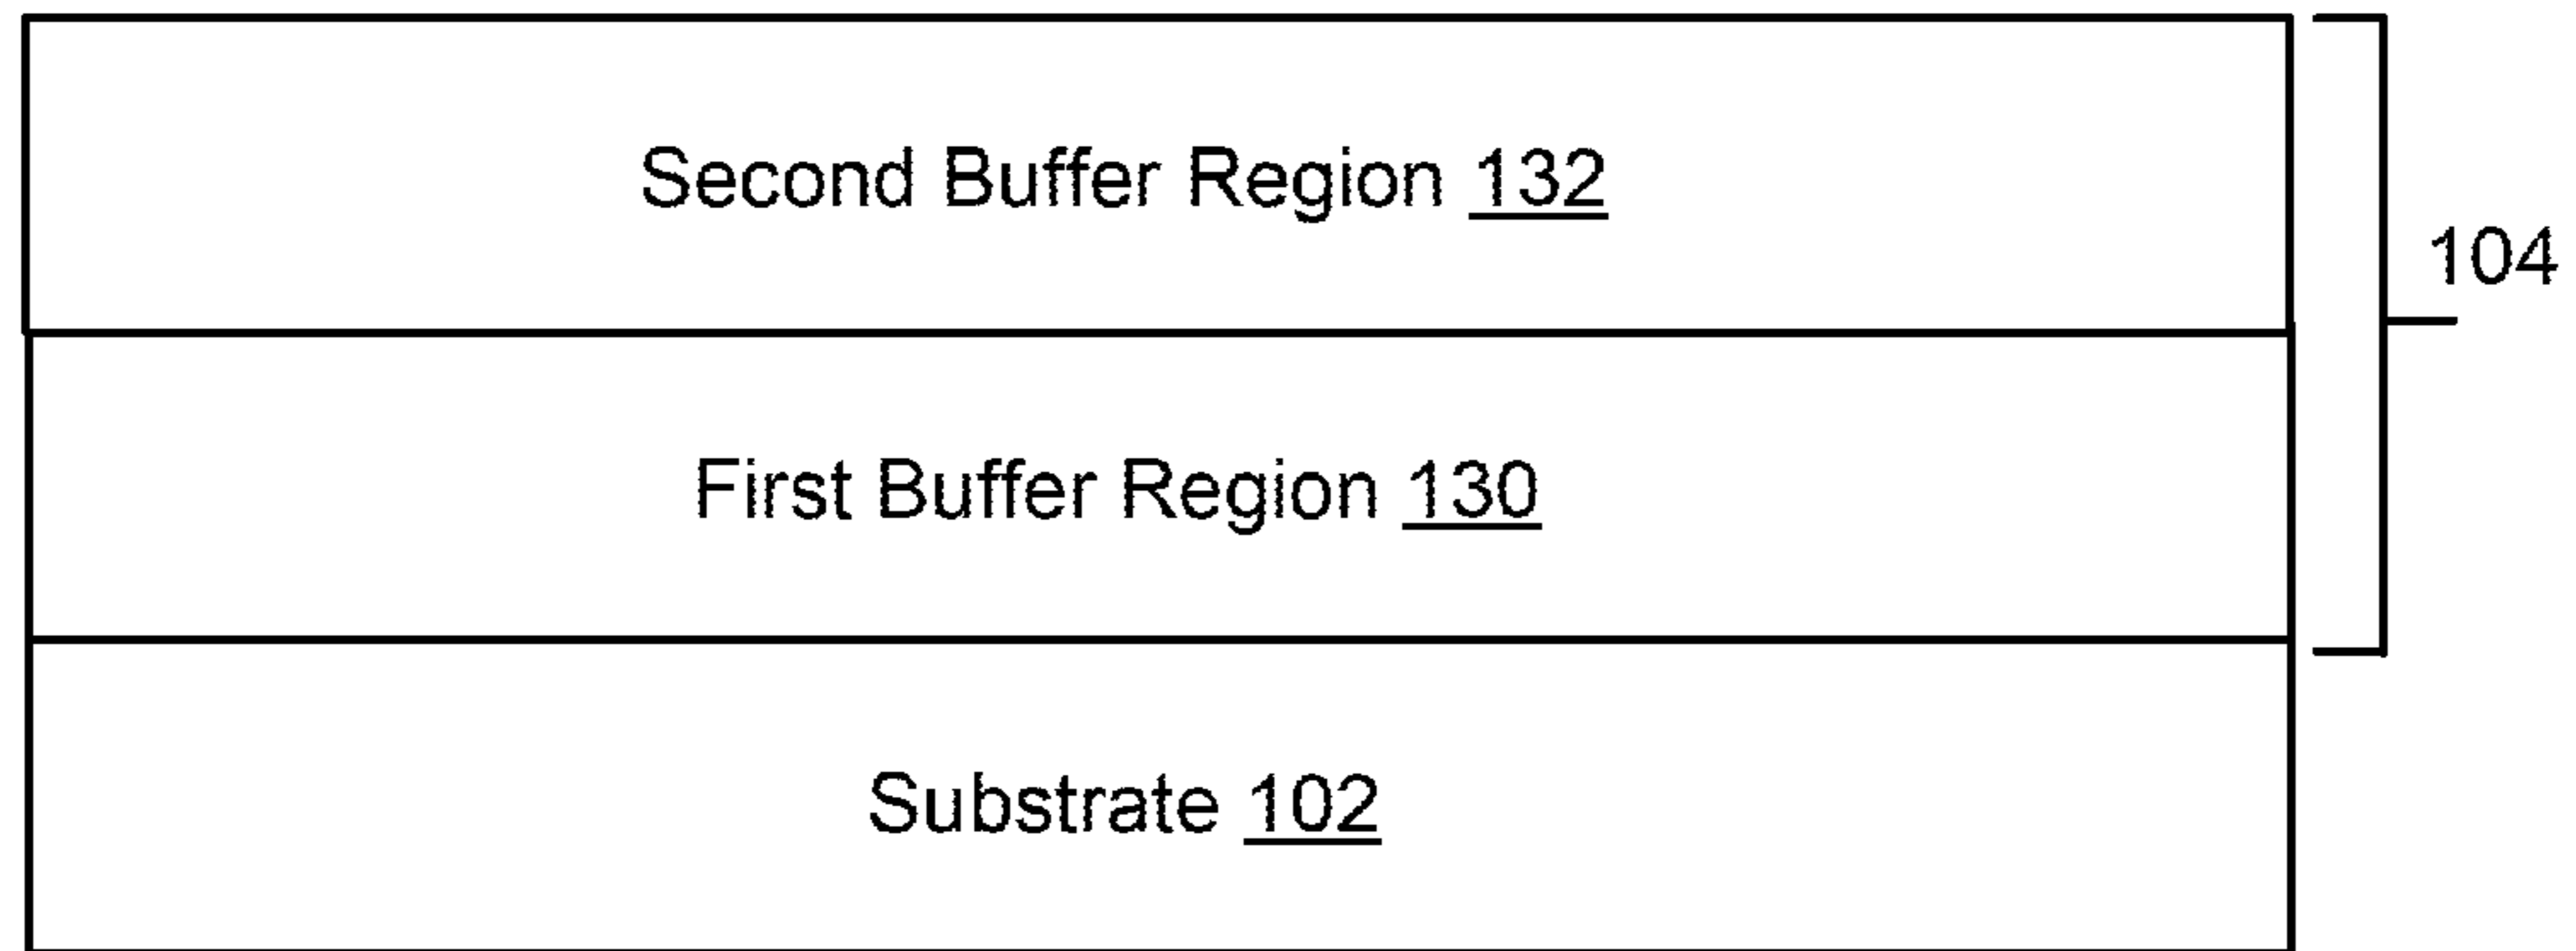 Second Buffer Region 132
104
First Buffer Region 130
Substrate 102